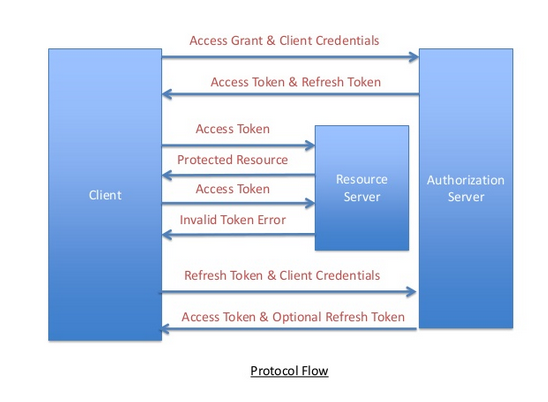 Access Grant & Client Credentials
Access Token & Refresh Token
Access Token
Protected Resource
Access Token
Invalid Token Error
Client
Resource
Server
Authorization
Server
Refresh Token & Client Credentials
Access Token & Optional Refresh Token
Protocol Flow